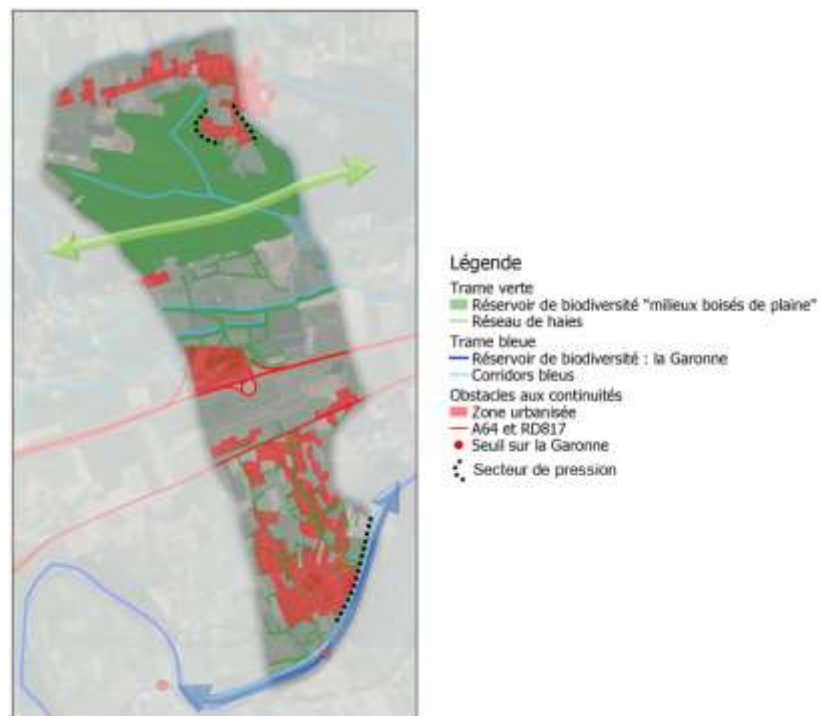 Légende
Trame verte
Réservoir de biodiversité "milieux boisés de plaine"
Réseau de haies
Trame bleue
Réservoir de biodiversité : la Garonne
Corridors bleus
Obstacles aux continuités
Zone urbanisée
A64 et RD817
Seuil sur la Garonne
Secteur de pression